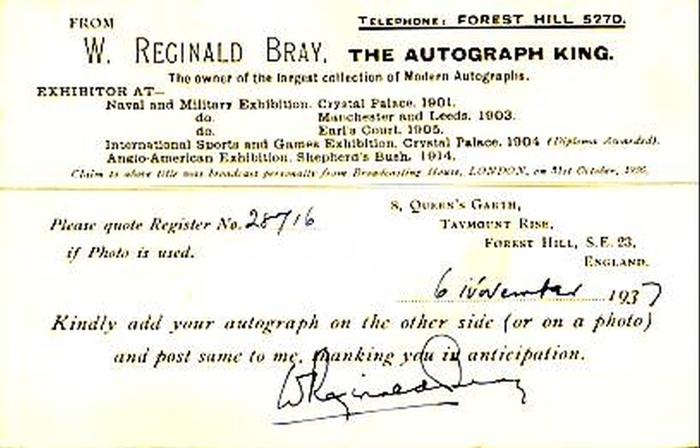 FROM
TELEPHONE: FOREST HILL 5270.
W. REGINALD BRAY, THE AUTOGRAPH KING.
The owner of the largest collection of Modern Autographs.
EXHIBITOR AT—
Naval and Military Exhibition, Crystal Palace, 1901.
do. Manchester and Leeds, 1903.
do. Earl's Court, 1905.
International Sports and Games Exhibition, Crystal Palace, 1904 (Diploma Awarded).
Anglo-American Exhibition, Shepherd's Bush, 1914.
Claim to above title was broadcast personally from Broadcasting House, LONDON, on 31st October, 1936.
8, QUEEN'S GARTH,
Please quote Register No. 28716
TAYMOUNT RISE,
if Photo is used.
FOREST HILL, S.E. 23,
ENGLAND.
6 November 1937
Kindly add your autograph on the other side (or on a photo)
and post same to me, thanking you in anticipation.
W Reginald Bray